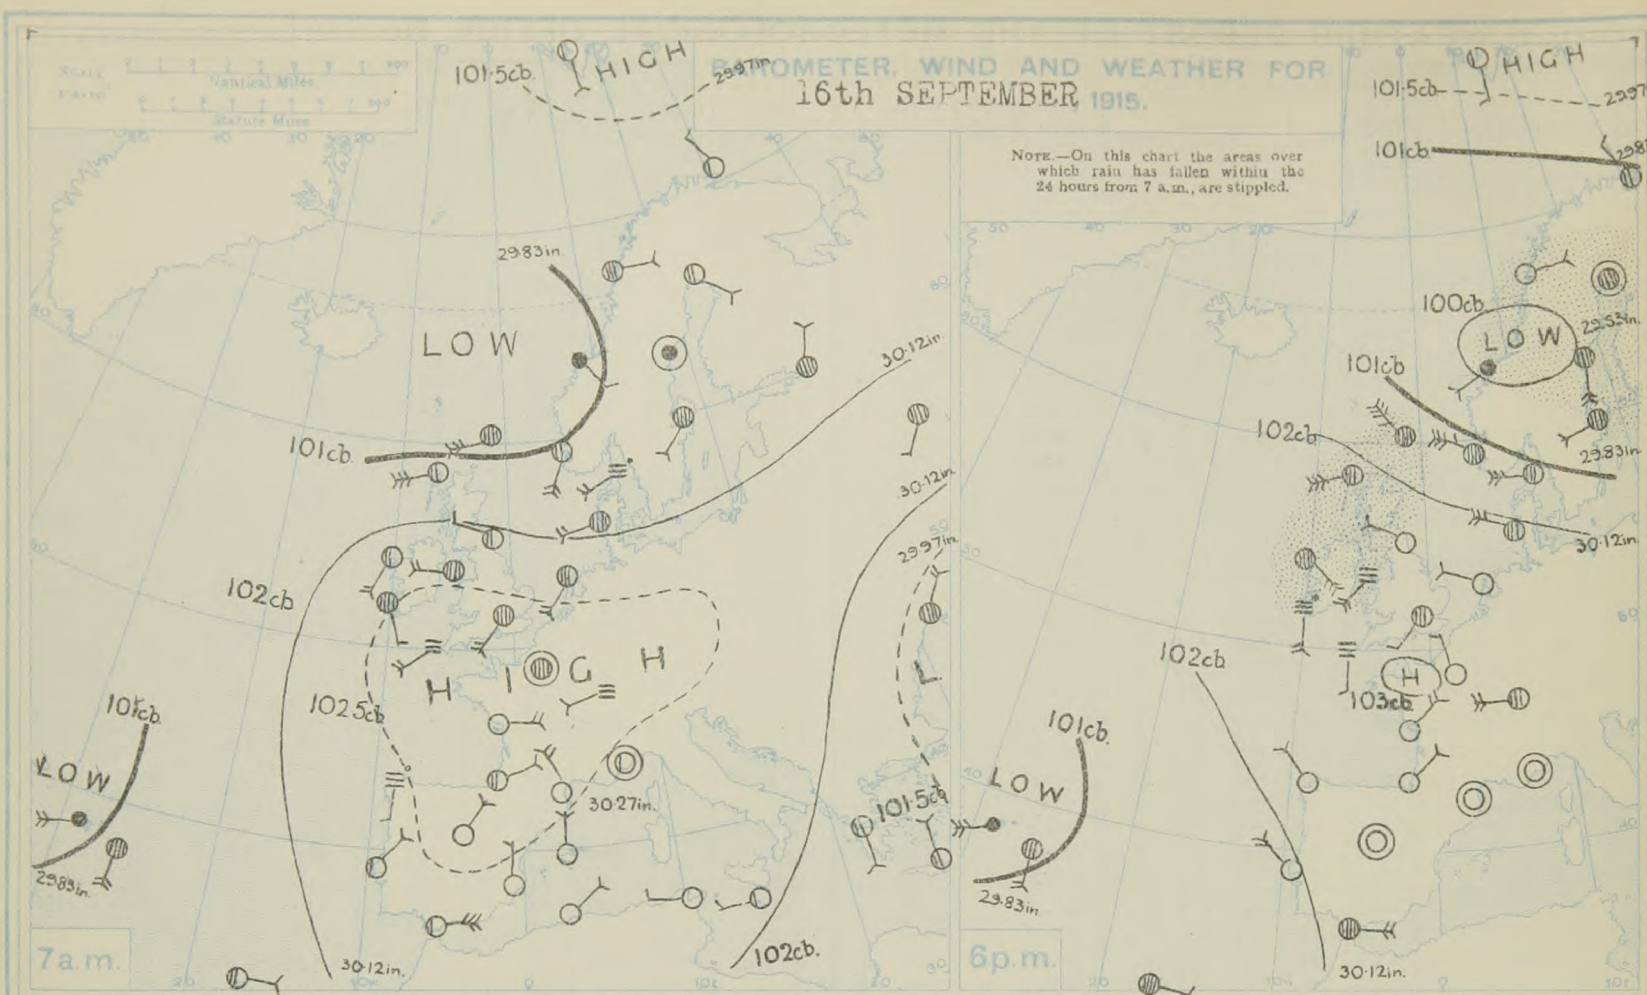 BAROMETER, WIND AND WEATHER FOR
16th SEPTEMBER 1915.
NOTE.—On this chart the areas over
which rain has fallen within the
24 hours from 7 a.m., are stippled.
Nautical Miles
Statute Miles
101·5cb.
HIGH
29·97in.
29·83in.
LOW
101cb.
30·12in.
30·12in.
29·97in.
102cb
HIGH
102·5cb
101cb.
LOW
29·83in.
30·27in.
L
101·5cb
102cb.
30·12in.
7a.m.
HIGH
101·5cb
101cb.
100cb.
LOW
29·53in.
101cb
102cb
29·83in.
30·12in.
102cb
H
103cb
101cb.
LOW
29·83in.
30·12in.
6p.m.